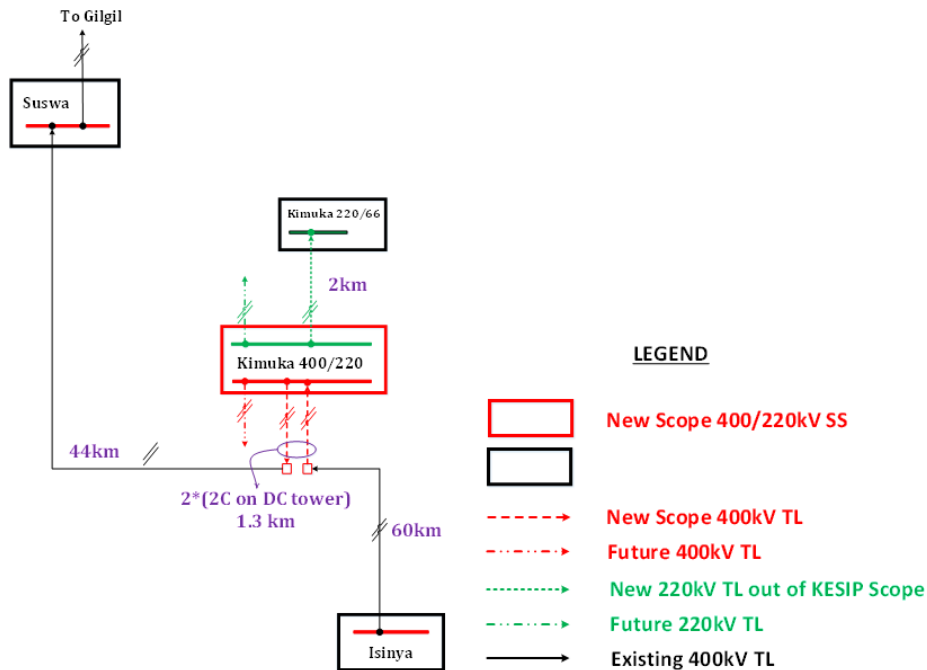 To Gilgil
Suswa
Kimuka 220/66
2km
Kimuka 400/220
44km
2*(2C on DC tower)
1.3 km
60km
Isinya
LEGEND
New Scope 400/220kV SS
New Scope 400kV TL
Future 400kV TL
New 220kV TL out of KESIP Scope
Future 220kV TL
Existing 400kV TL